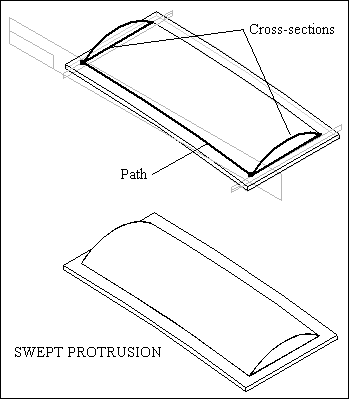 Cross-sections
Path
SWEPT PROTRUSION